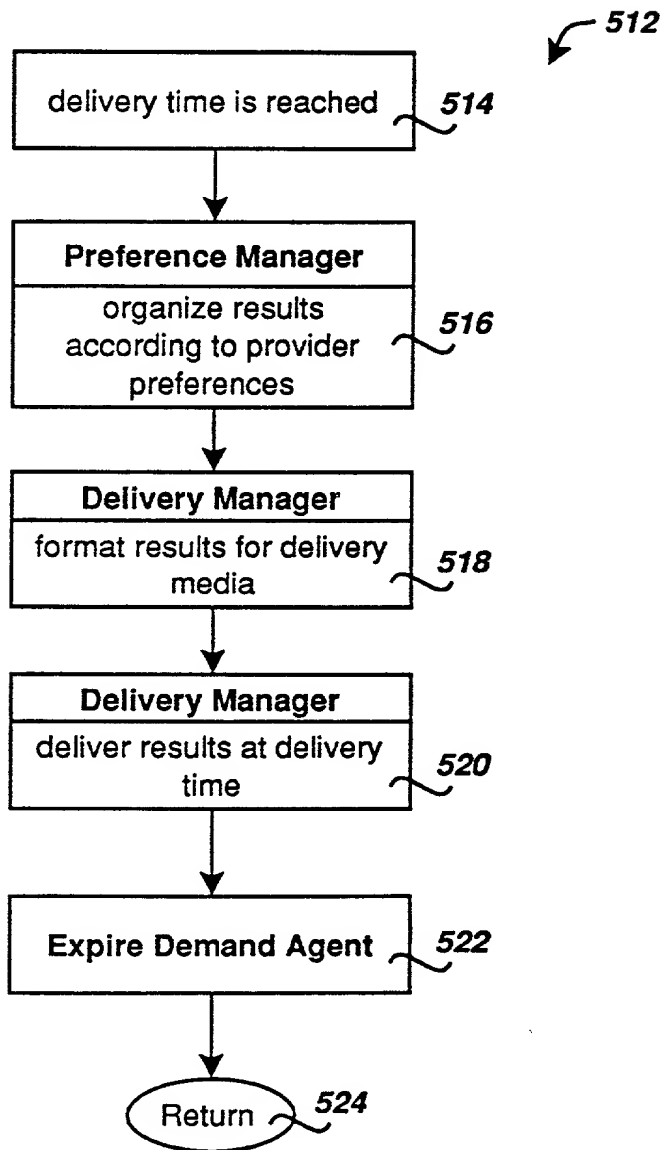 512
delivery time is reached
514
Preference Manager
organize results
according to provider
preferences
516
Delivery Manager
format results for delivery
media
518
Delivery Manager
deliver results at delivery
time
520
Expire Demand Agent
522
Return
524